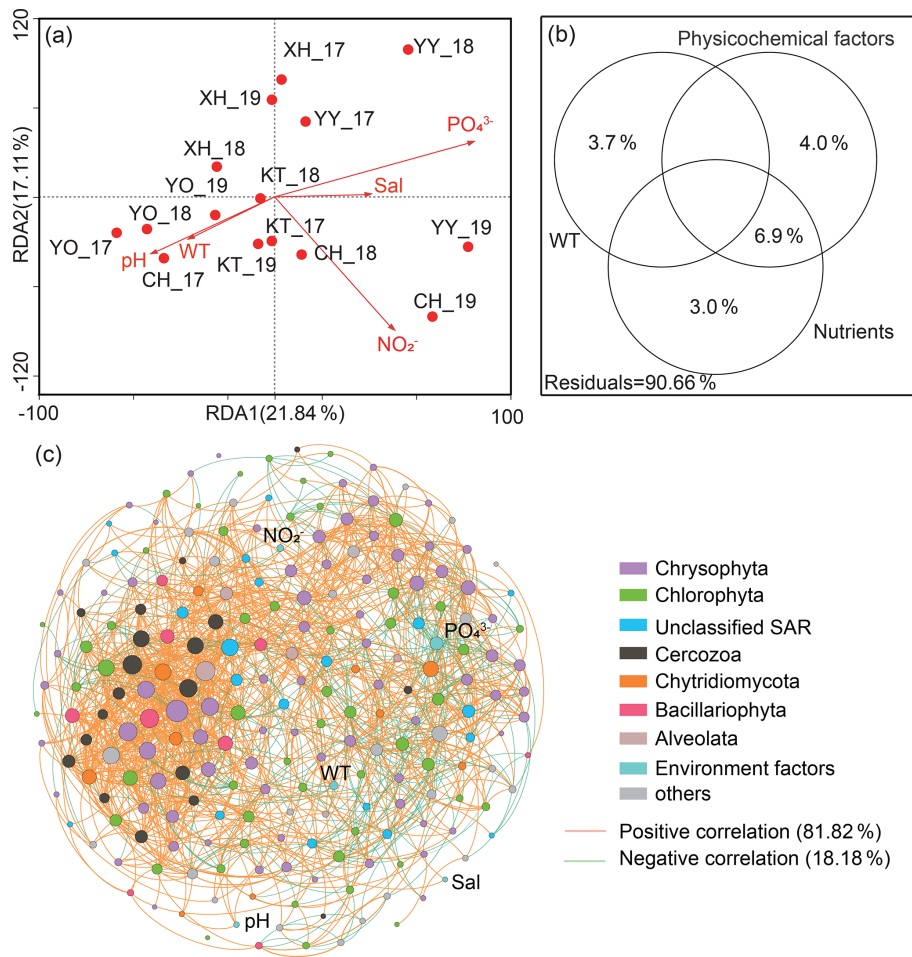 (a)
120
-120
RDA2(17.11 %)
-100
RDA1(21.84 %)
100
XH_17
YY_18
XH_19
YY_17
PO₄³⁻
XH_18
YO_19
KT_18
Sal
YO_18
YO_17
pH
WT
KT_17
YY_19
CH_17
KT_19
CH_18
CH_19
NO₂⁻
(b)
Physicochemical factors
3.7 %
4.0 %
6.9 %
WT
3.0 %
Nutrients
Residuals=90.66 %
(c)
NO₂⁻
PO₄³⁻
WT
Sal
pH
Chrysophyta
Chlorophyta
Unclassified SAR
Cercozoa
Chytridiomycota
Bacillariophyta
Alveolata
Environment factors
others
Positive correlation (81.82 %)
Negative correlation (18.18 %)